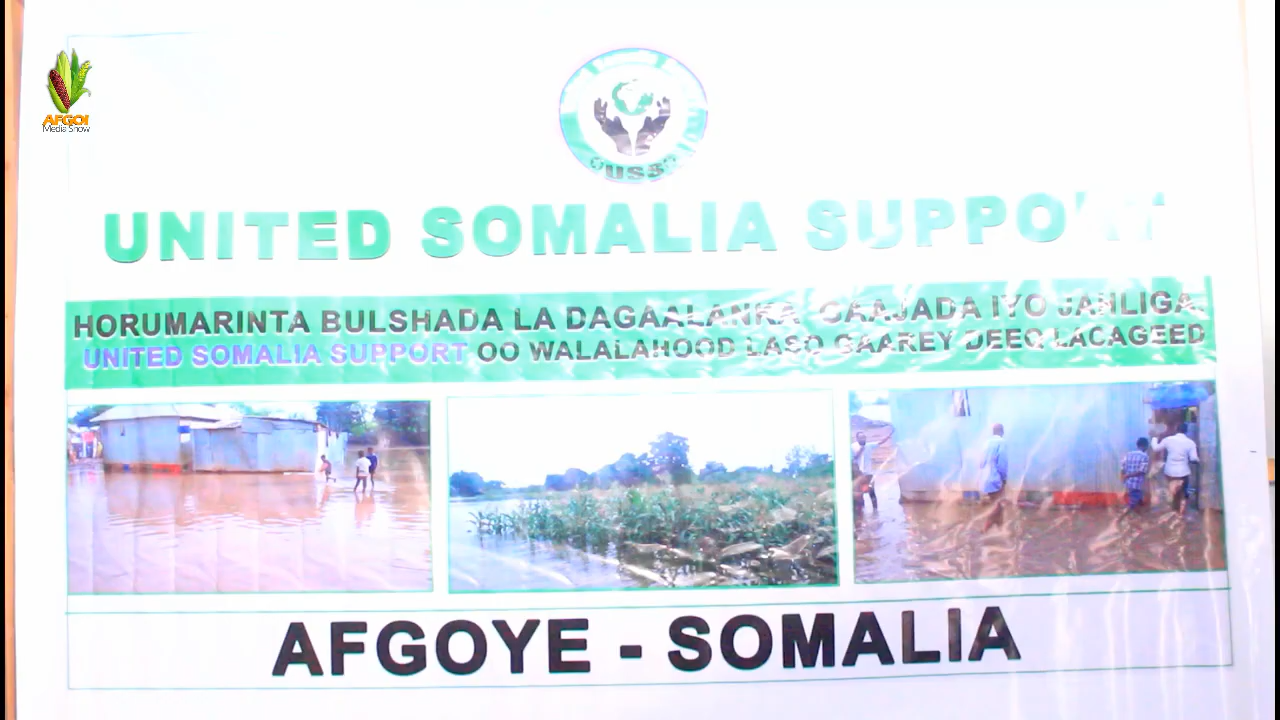 AFGOI
Media Show
USS
UNITED SOMALIA SUPPORT
HORUMARINTA BULSHADA LA DAGAALANKA GAAJADA IYO JAHLIGA
UNITED SOMALIA SUPPORT OO WALALAHOOD LASO GAAREY DEEQ LACAGEED
AFGOYE - SOMALIA